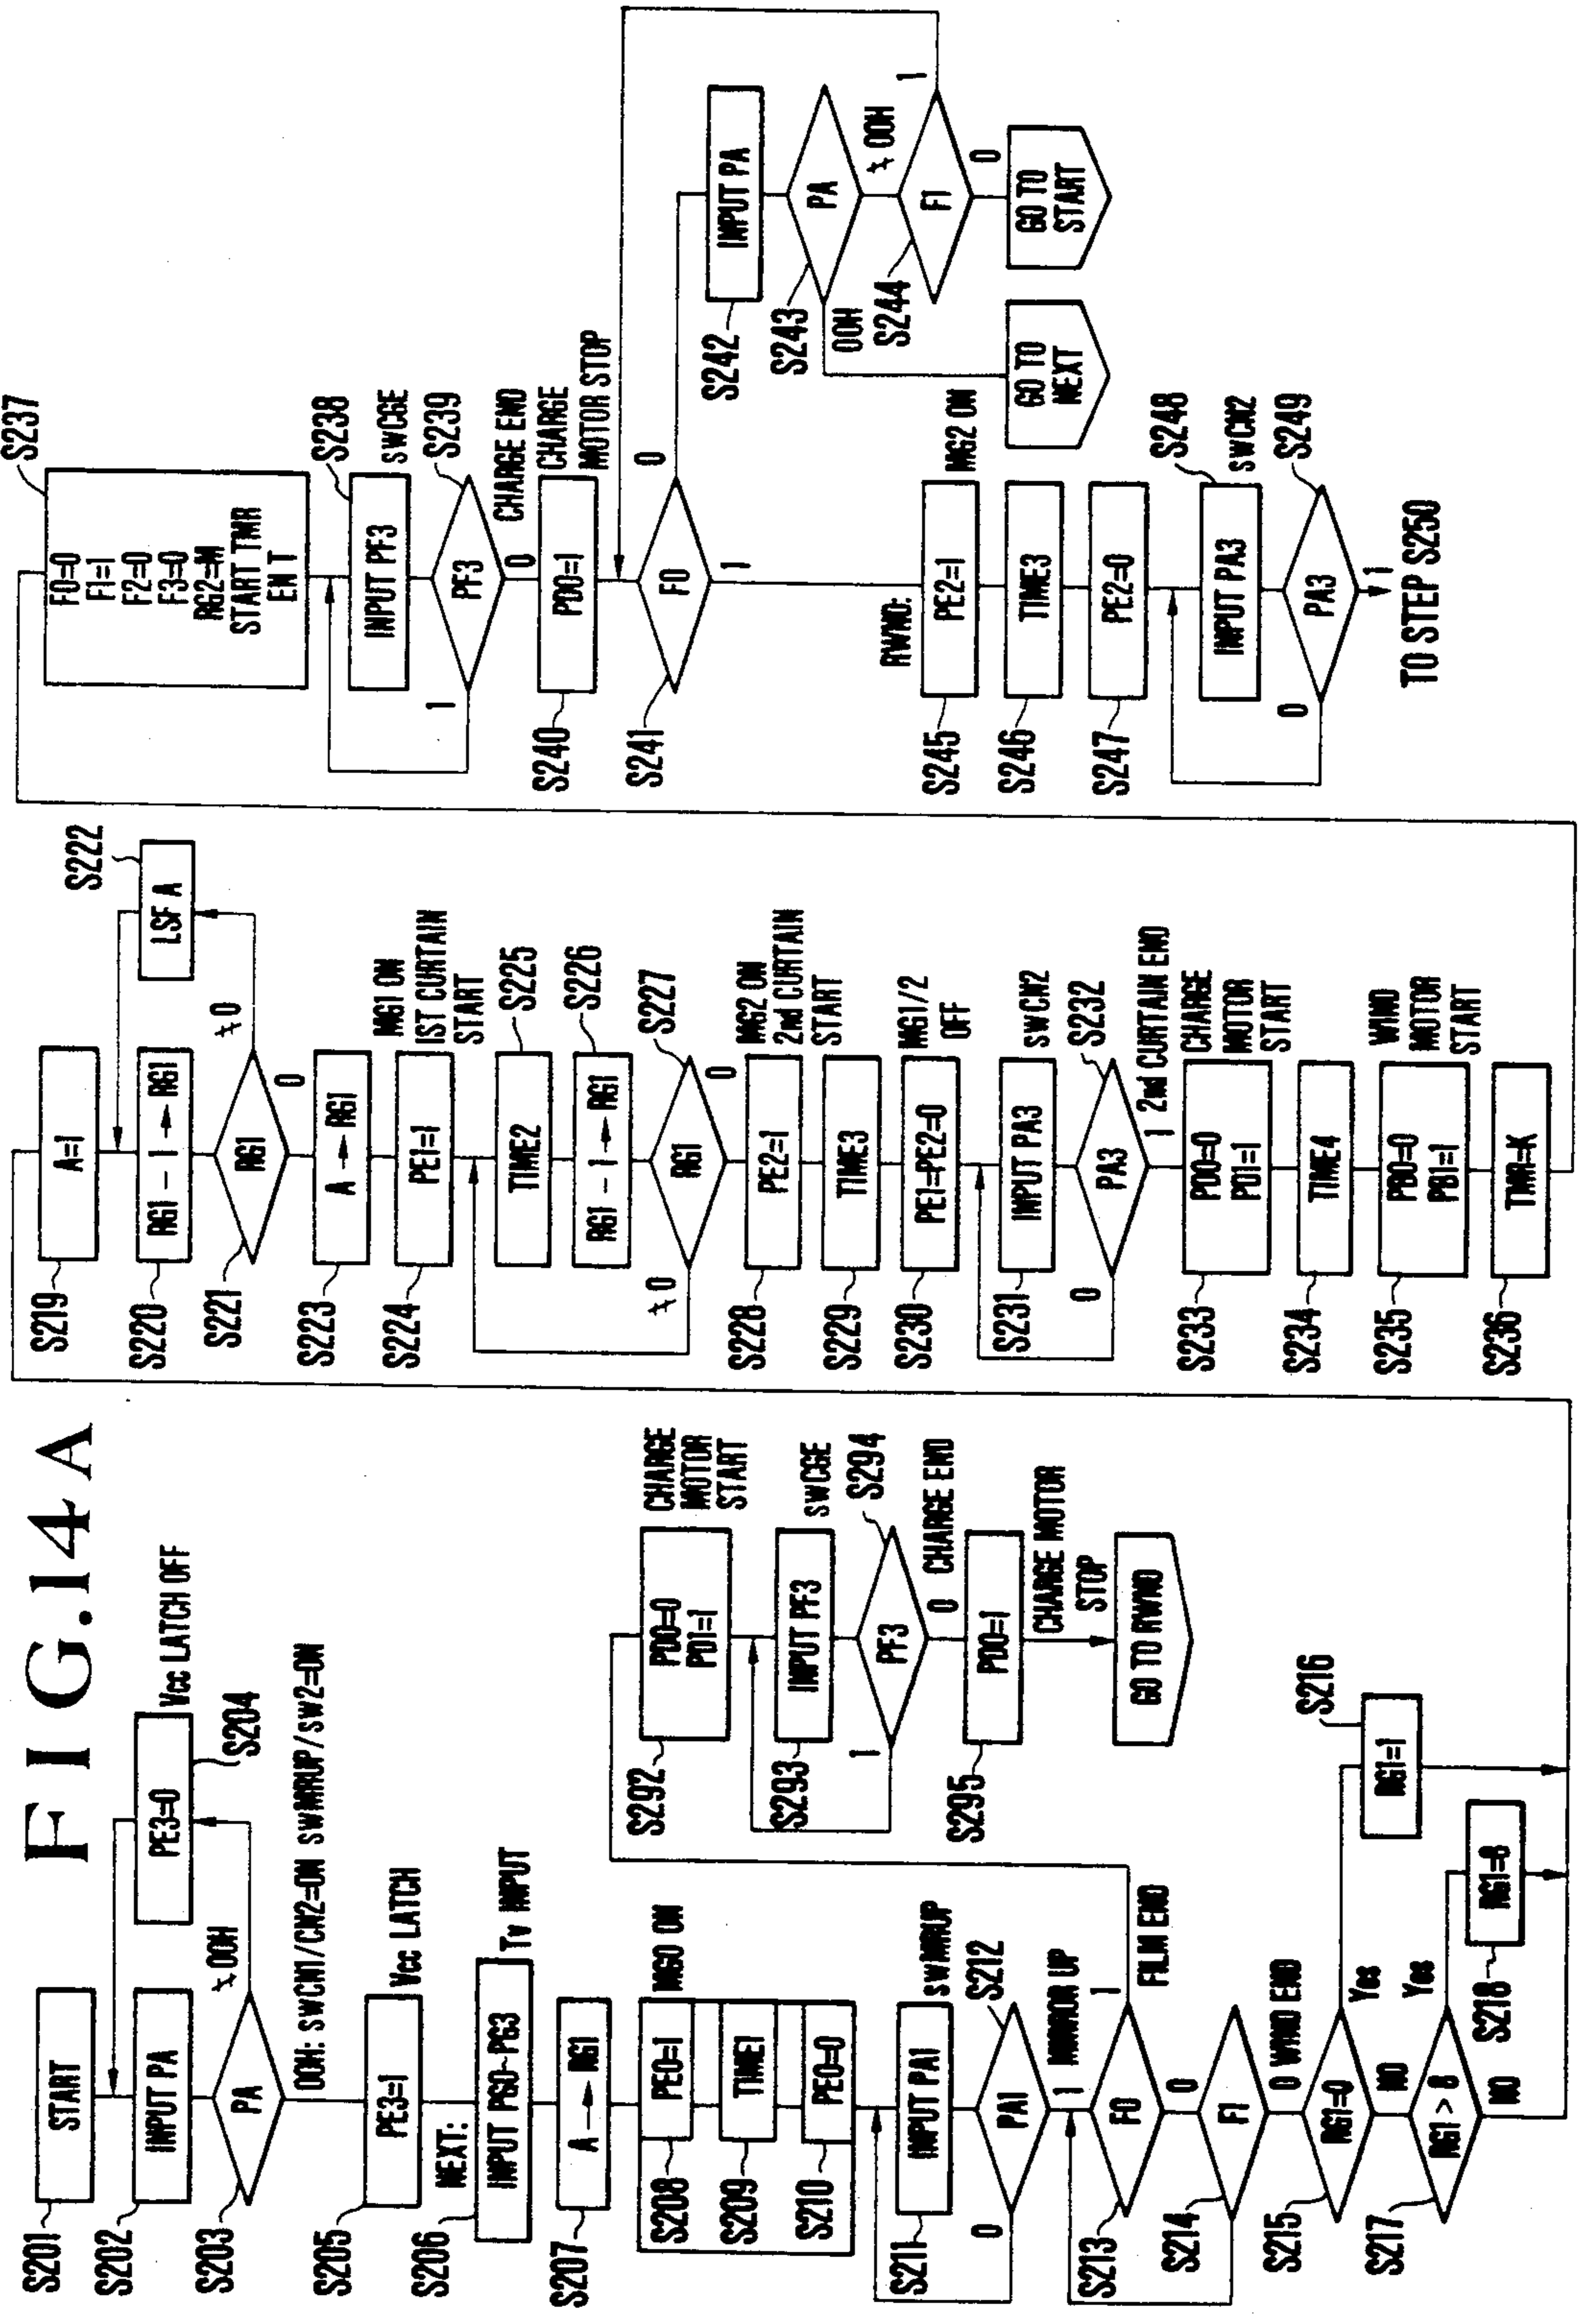 FIG.14A
S201
START
S202
INPUT PA
S203
PA
≠00H
PE3=0
Vcc LATCH OFF
S204
00H: SWCN1/CN2=ON SWMRUP/SW2=ON
S205
PE3=1
Vcc LATCH
NEXT:
S206
INPUT PG0~PG3
Tv INPUT
S207
A → RG1
S208
PE0=1
MG0 ON
S209
TIME1
S210
PE0=0
S211
INPUT PA1
SWMRUP
PA1
S212
0
1 MIRROR UP
S213
F0
1
FILM END
0
S214
F1
0 WIND END
S215
RG1=0
Yes
S216
RG1=1
NO
S217
RG1 > 8
Yes
S218
RG1=8
NO
S292
PD0=0
PD1=1
CHARGE
MOTOR
START
S293
INPUT PF3
SWCGE
PF3
S294
1
0 CHARGE END
S295
PD0=1
CHARGE MOTOR
STOP
GO TO RWND
S219
A=1
S220
RG1 − 1 → RG1
S221
RG1
≠0
S222
LSF A
0
S223
A → RG1
S224
PE1=1
MG1 ON
1ST CURTAIN
START
TIME2
S225
RG1 − 1 → RG1
S226
RG1
S227
≠0
0
S228
PE2=1
MG2 ON
2nd CURTAIN
START
S229
TIME3
S230
PE1=PE2=0
MG1/2
OFF
S231
INPUT PA3
SWCN2
PA3
S232
0
1 2nd CURTAIN END
S233
PD0=0
PD1=1
CHARGE
MOTOR
START
S234
TIME4
S235
PB0=0
PB1=1
WIND
MOTOR
START
S236
TMR=K
S237
F0=0
F1=1
F2=0
F3=0
RG2=M
START TMR
EN T
S238
INPUT PF3
SWCGE
PF3
S239
1
0
CHARGE END
S240
PD0=1
CHARGE
MOTOR STOP
S241
F0
0
1
S242
INPUT PA
S243
PA
00H
≠00H
S244
F1
1
0
GO TO
NEXT
GO TO
START
RWND:
S245
PE2=1
MG2 ON
S246
TIME3
S247
PE2=0
S248
INPUT PA3
SWCN2
PA3
S249
0
1
TO STEP S250